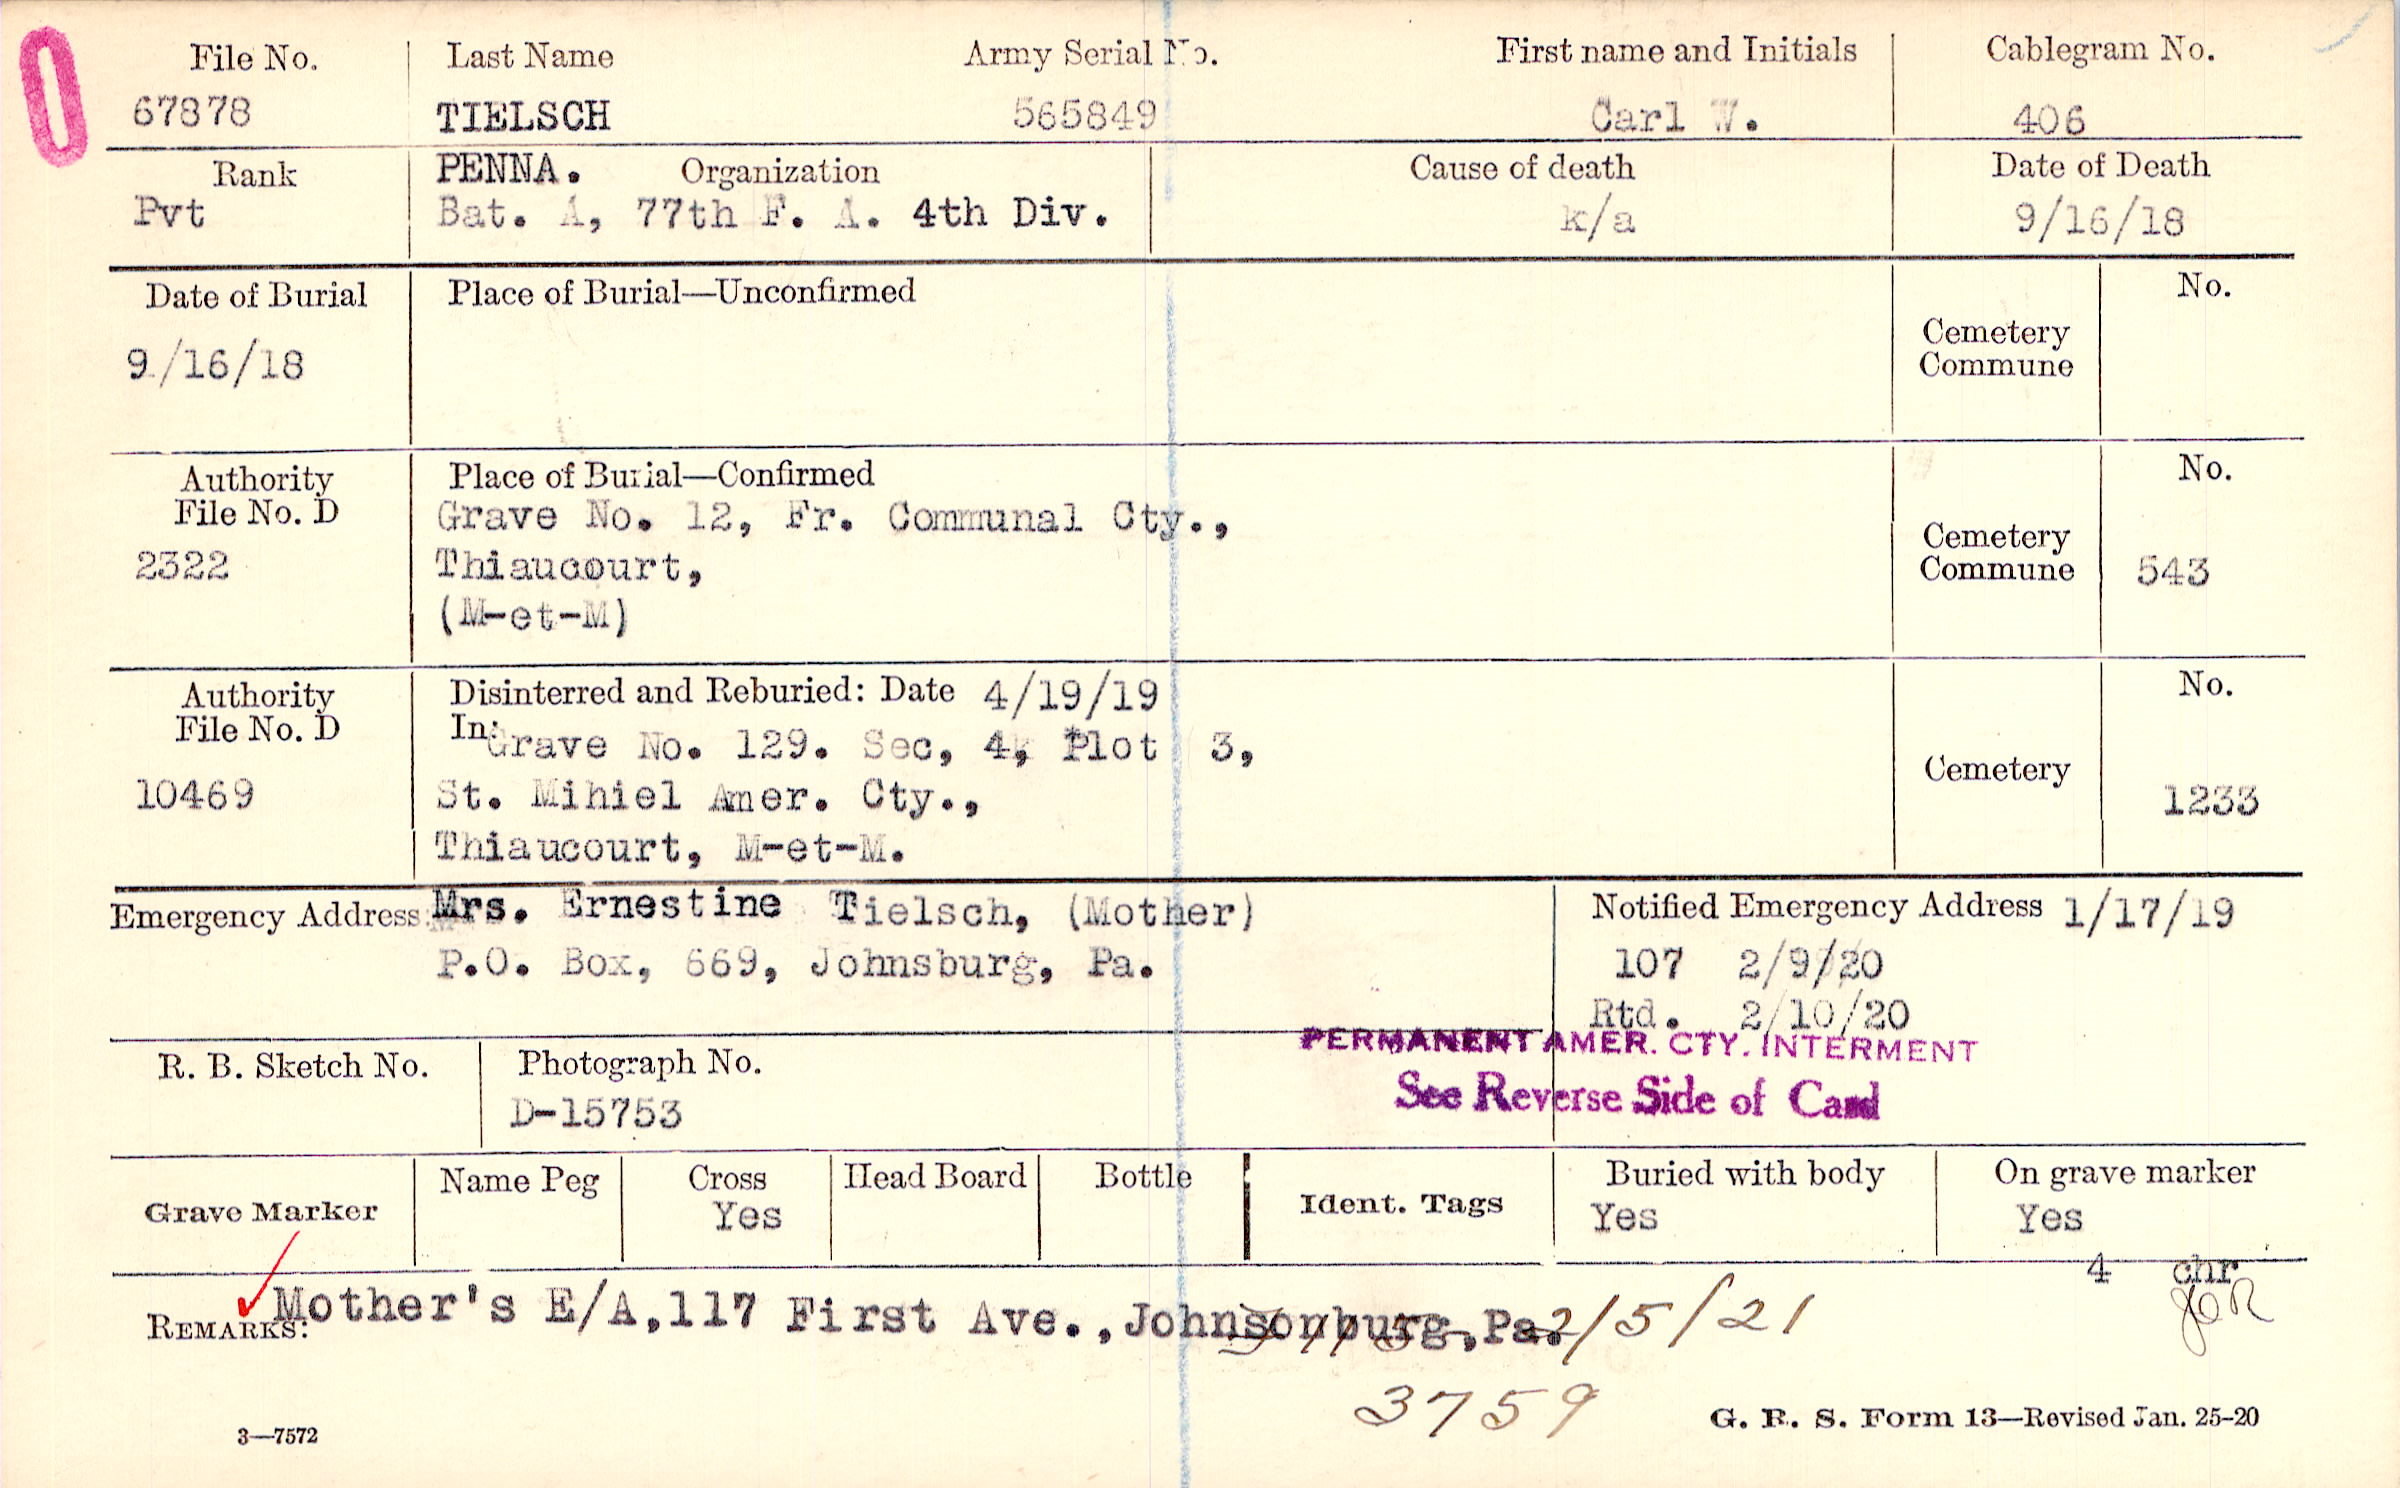 0
File No. Last Name Army Serial No. First name and Initials Cablegram No.
67878 TIELSCH 565849 Carl W. 406
Rank PENNA. Organization Cause of death Date of Death
Pvt Bat. A, 77th F. A. 4th Div. k/a 9/16/18
Date of Burial Place of Burial—Unconfirmed No.
Cemetery
Commune
9/16/18
Authority Place of Burial—Confirmed No.
File No. D Grave No. 12, Fr. Communal Cty.,
Cemetery
2322 Thiaucourt, Commune 543
(M-et-M)
Authority Disinterred and Reburied: Date 4/19/19 No.
File No. D In: Grave No. 129. Sec, 4, Plot 3,
Cemetery
10469 St. Mihiel Amer. Cty., 1233
Thiaucourt, M-et-M.
Emergency Address: Mrs. Ernestine Tielsch, (Mother) Notified Emergency Address 1/17/19
P.O. Box, 669, Johnsburg, Pa. 107 2/9/20
Rtd. 2/10/20
PERMANENT AMER. CTY. INTERMENT
R. B. Sketch No. Photograph No.
See Reverse Side of Card
D-15753
Grave Marker Name Peg Cross Head Board Bottle Ident. Tags Buried with body On grave marker
Yes Yes Yes
4 chr
REMARKS: Mother's E/A,117 First Ave.,Johnsonburg,Pa. 2/5/21
3759
3—7572 G. R. S. Form 13—Revised Jan. 25-20